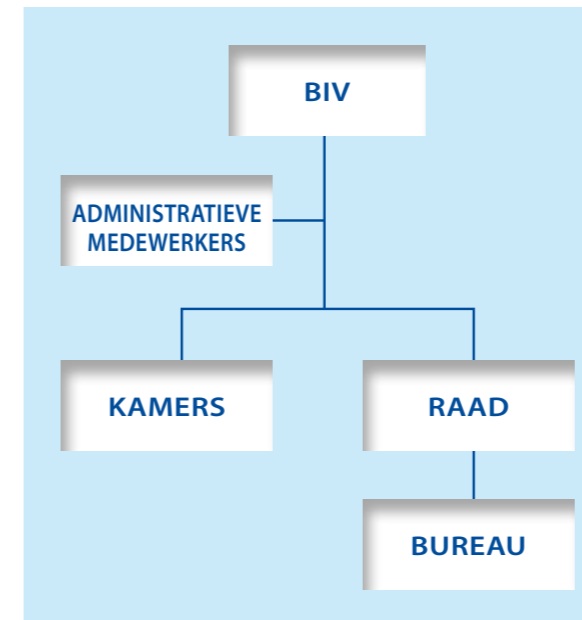 BIV
ADMINISTRATIEVE
MEDEWERKERS
KAMERS
RAAD
BUREAU